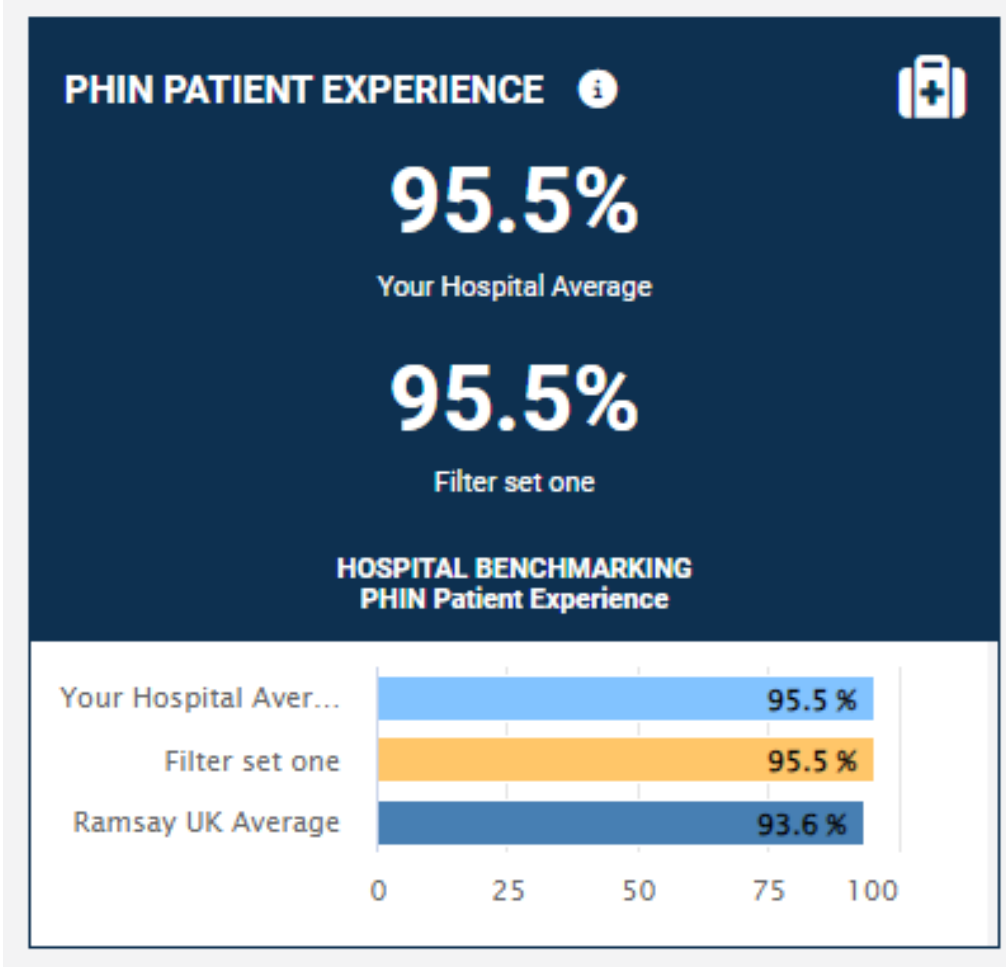 PHIN PATIENT EXPERIENCE i
95.5%
Your Hospital Average
95.5%
Filter set one
HOSPITAL BENCHMARKING
PHIN Patient Experience
Your Hospital Aver... 95.5 %
Filter set one 95.5 %
Ramsay UK Average 93.6 %
0 25 50 75 100